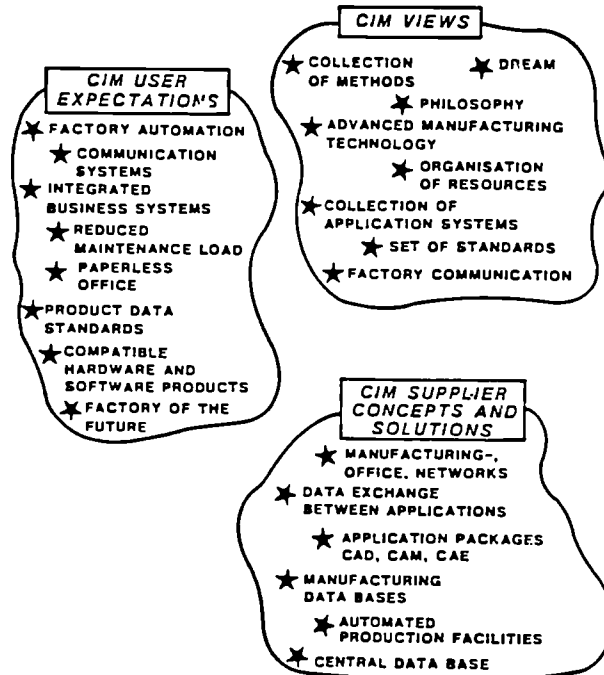 CIM VIEWS
★ COLLECTION
OF METHODS
★ DREAM
★ PHILOSOPHY
★ ADVANCED MANUFACTURING
TECHNOLOGY
★ ORGANISATION
OF RESOURCES
★ COLLECTION OF
APPLICATION SYSTEMS
★ SET OF STANDARDS
★ FACTORY COMMUNICATION
CIM USER
EXPECTATIONS
★ FACTORY AUTOMATION
★ COMMUNICATION
SYSTEMS
★ INTEGRATED
BUSINESS SYSTEMS
★ REDUCED
MAINTENANCE LOAD
★ PAPERLESS
OFFICE
★ PRODUCT DATA
STANDARDS
★ COMPATIBLE
HARDWARE AND
SOFTWARE PRODUCTS
★ FACTORY OF THE
FUTURE
CIM SUPPLIER
CONCEPTS AND
SOLUTIONS
★ MANUFACTURING-,
OFFICE, NETWORKS
★ DATA EXCHANGE
BETWEEN APPLICATIONS
★ APPLICATION PACKAGES
CAD, CAM, CAE
★ MANUFACTURING
DATA BASES
★ AUTOMATED
PRODUCTION FACILITIES
★ CENTRAL DATA BASE